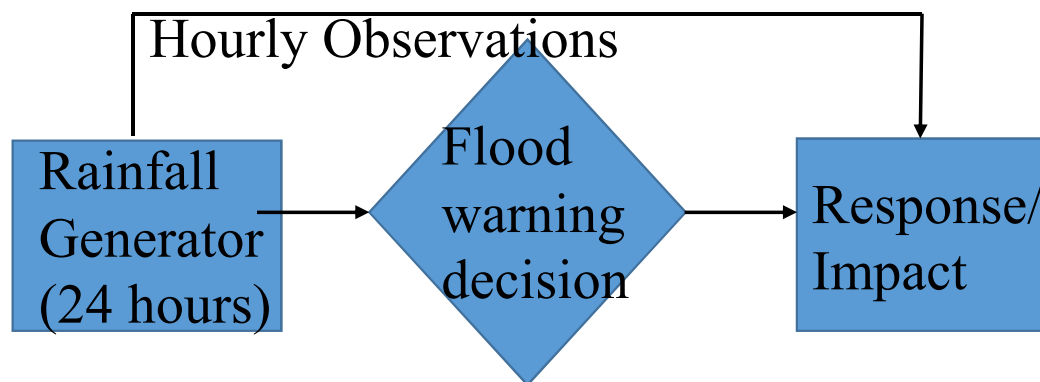 Hourly Observations
Rainfall
Generator
(24 hours)
Flood
warning
decision
Response/
Impact